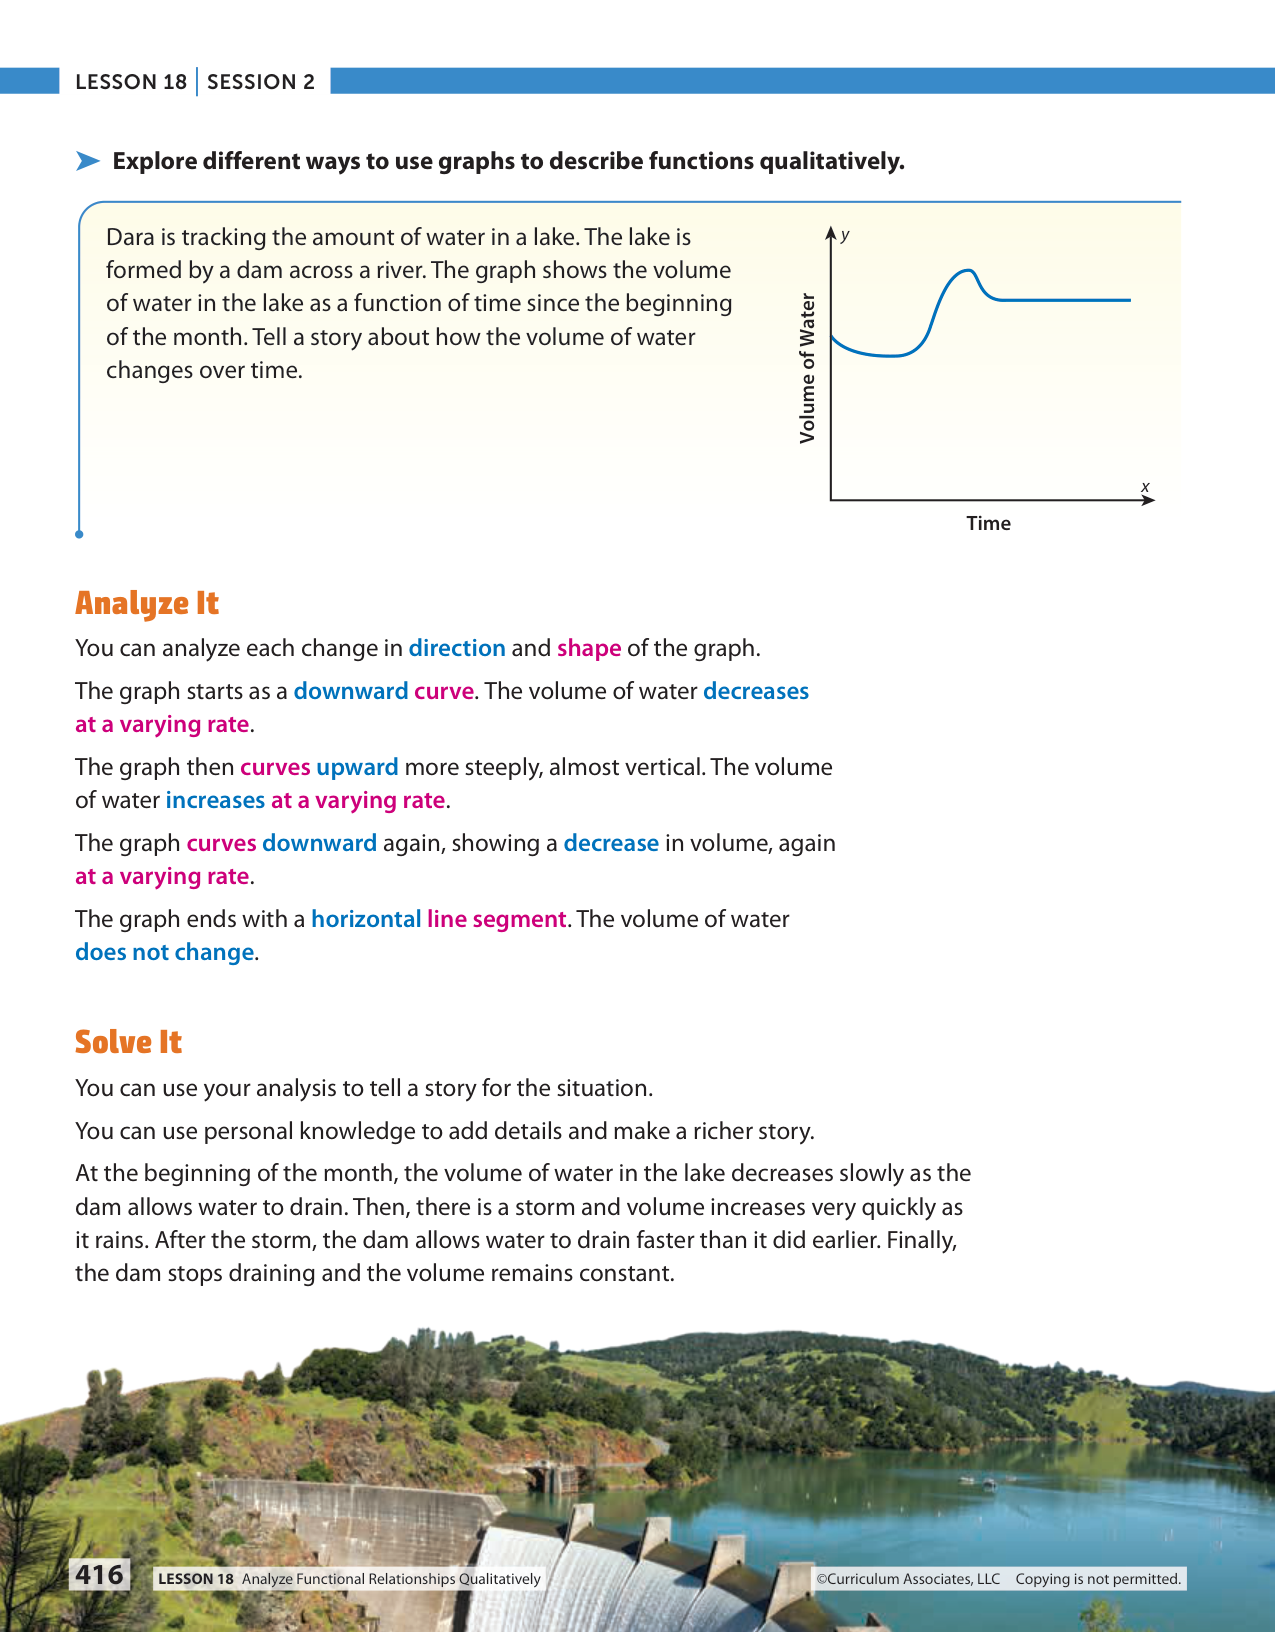 LESSON 18 | SESSION 2
➤ Explore different ways to use graphs to describe functions qualitatively.
Dara is tracking the amount of water in a lake. The lake is
formed by a dam across a river. The graph shows the volume
of water in the lake as a function of time since the beginning
of the month. Tell a story about how the volume of water
changes over time.
y
Volume of Water
x
Time
Analyze It
You can analyze each change in direction and shape of the graph.
The graph starts as a downward curve. The volume of water decreases
at a varying rate.
The graph then curves upward more steeply, almost vertical. The volume
of water increases at a varying rate.
The graph curves downward again, showing a decrease in volume, again
at a varying rate.
The graph ends with a horizontal line segment. The volume of water
does not change.
Solve It
You can use your analysis to tell a story for the situation.
You can use personal knowledge to add details and make a richer story.
At the beginning of the month, the volume of water in the lake decreases slowly as the
dam allows water to drain. Then, there is a storm and volume increases very quickly as
it rains. After the storm, the dam allows water to drain faster than it did earlier. Finally,
the dam stops draining and the volume remains constant.
416
LESSON 18 Analyze Functional Relationships Qualitatively
©Curriculum Associates, LLC Copying is not permitted.